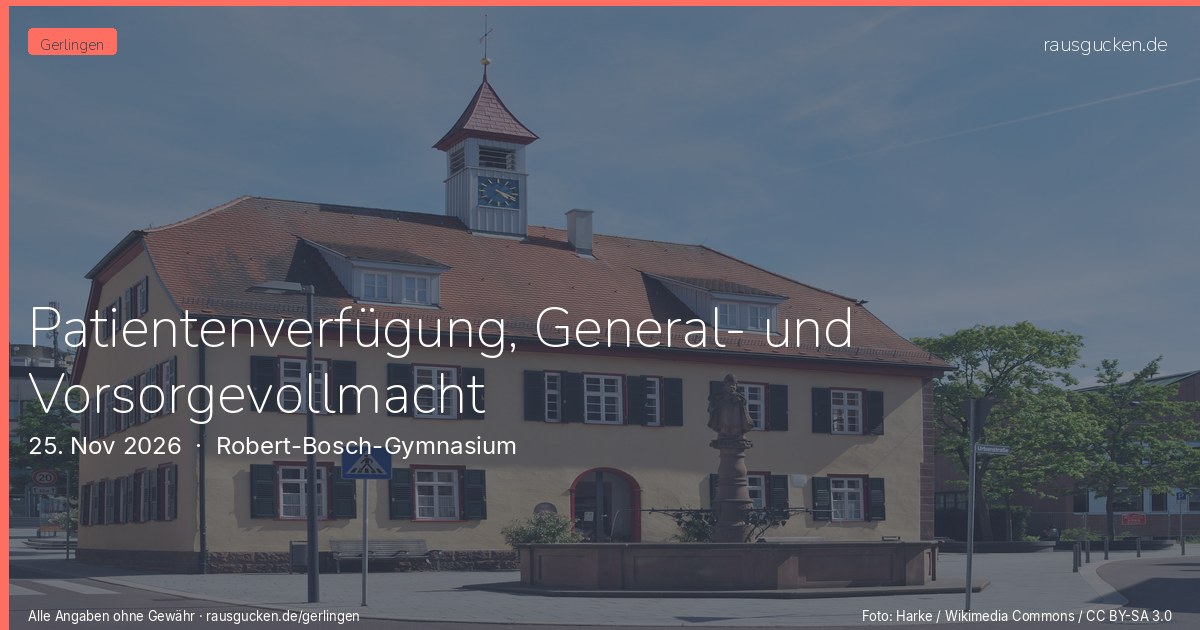 Gerlingen
rausgucken.de
Patientenverfügung, General- und
Vorsorgevollmacht
25. Nov 2026 · Robert-Bosch-Gymnasium
20
Alle Angaben ohne Gewähr · rausgucken.de/gerlingen
Foto: Harke / Wikimedia Commons / CC BY-SA 3.0